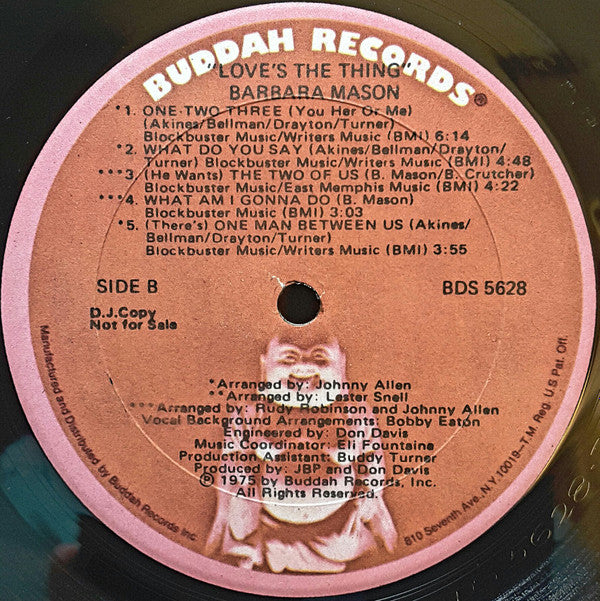 BUDDAH RECORDS®
"LOVE'S THE THING"
BARBARA MASON
*1. ONE-TWO THREE (You Her Or Me)
(Akines/Bellman/Drayton/Turner)
Blockbuster Music/Writers Music (BMI) 6:14
*2. WHAT DO YOU SAY (Akines/Bellman/Drayton/
Turner) Blockbuster Music/Writers Music (BMI) 4:48
***3. (He Wants) THE TWO OF US (B. Mason/B. Crutcher)
Blockbuster Music/East Memphis Music (BMI) 4:22
***4. WHAT AM I GONNA DO (B. Mason)
Blockbuster Music (BMI) 3:03
*5. (There's) ONE MAN BETWEEN US (Akines/
Bellman/Drayton/Turner)
Blockbuster Music/Writers Music (BMI) 3:55
SIDE B
BDS 5628
D.J.Copy
Not for Sale
*Arranged by: Johnny Allen
**Arranged by: Lester Snell
***Arranged by: Rudy Robinson and Johnny Allen
Vocal Background Arrangements: Bobby Eaton
Engineered by: Don Davis
Music Coordinator: Eli Fountaine
Production Assistant: Buddy Turner
Produced by: JBP and Don Davis
℗ 1975 by Buddah Records, Inc.
All Rights Reserved.
Manufactured and Distributed by Buddah Records Inc.
810 Seventh Ave., N.Y. 10019–T.M. Reg. U.S. Pat. Off.